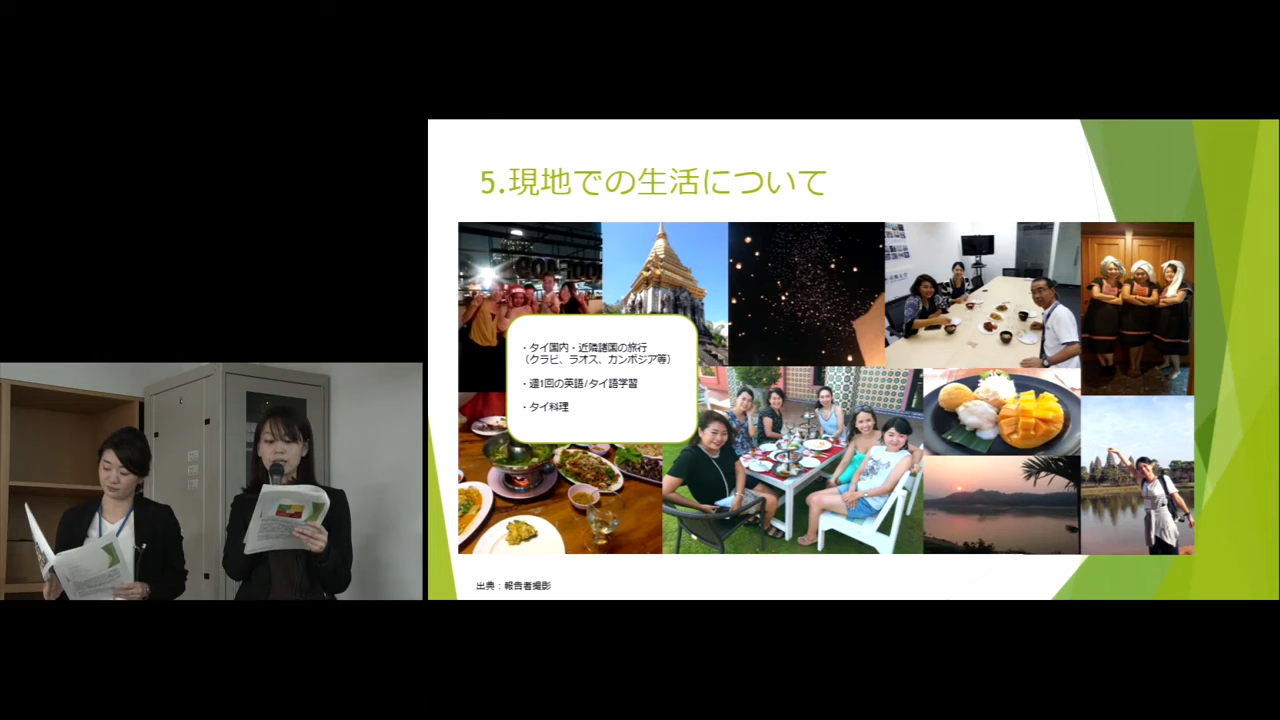 5.現地での生活について
・タイ国内・近隣諸国の旅行
（クラビ、ラオス、カンボジア等）
・週1回の英語/タイ語学習
・タイ料理
出典：報告者撮影